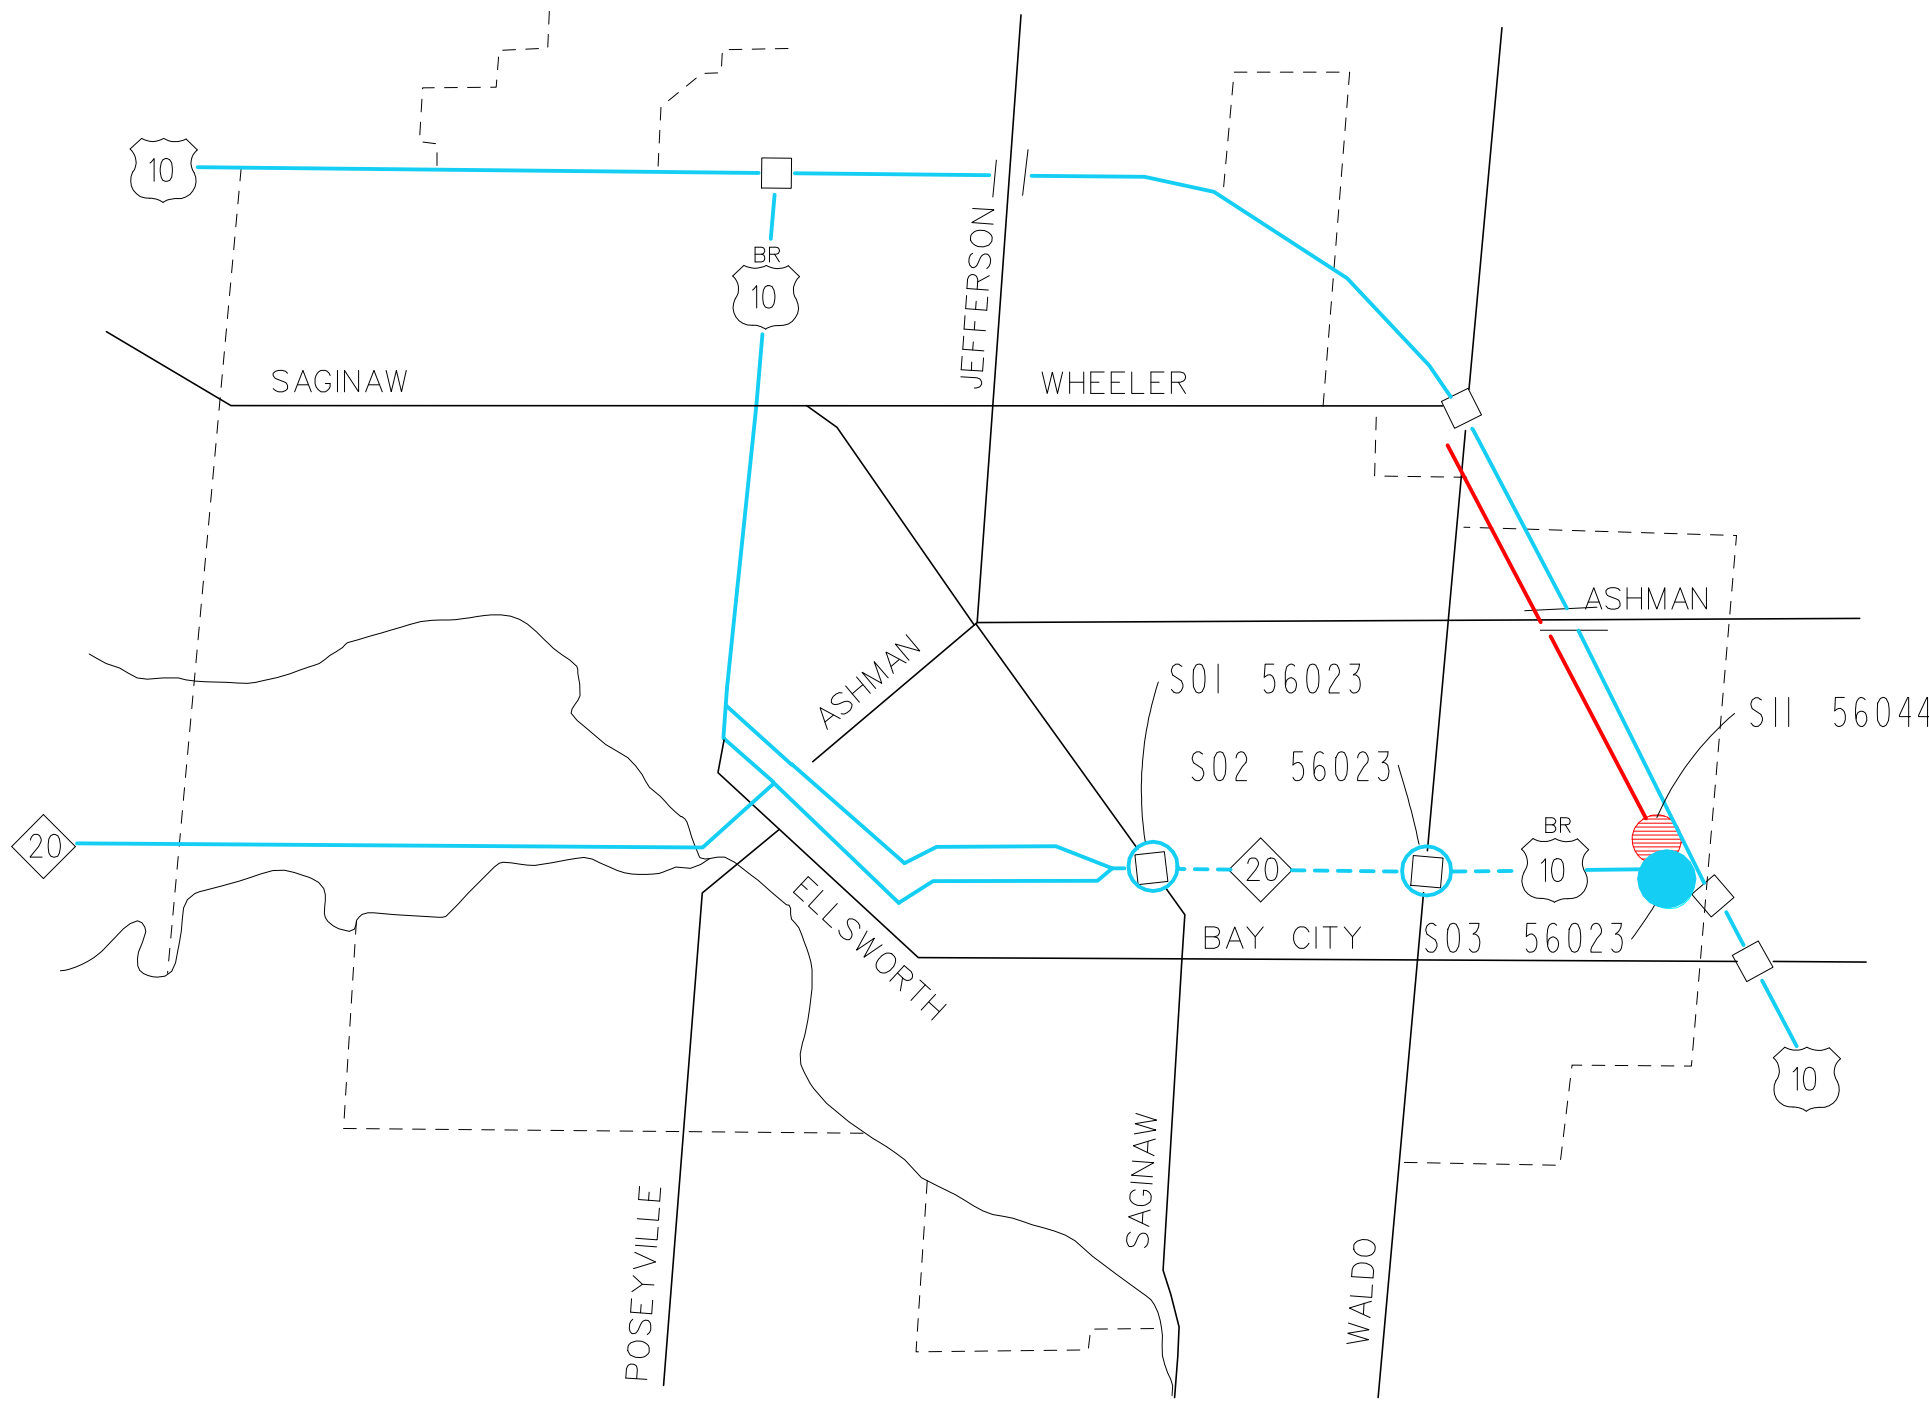 10
BR
10
JEFFERSON
SAGINAW
WHEELER
ASHMAN
ASHMAN
S01 56023
S11 56044
S02 56023
20
BR
10
20
ELLSWORTH
BAY CITY
S03 56023
10
SAGINAW
POSEYVILLE
WALDO